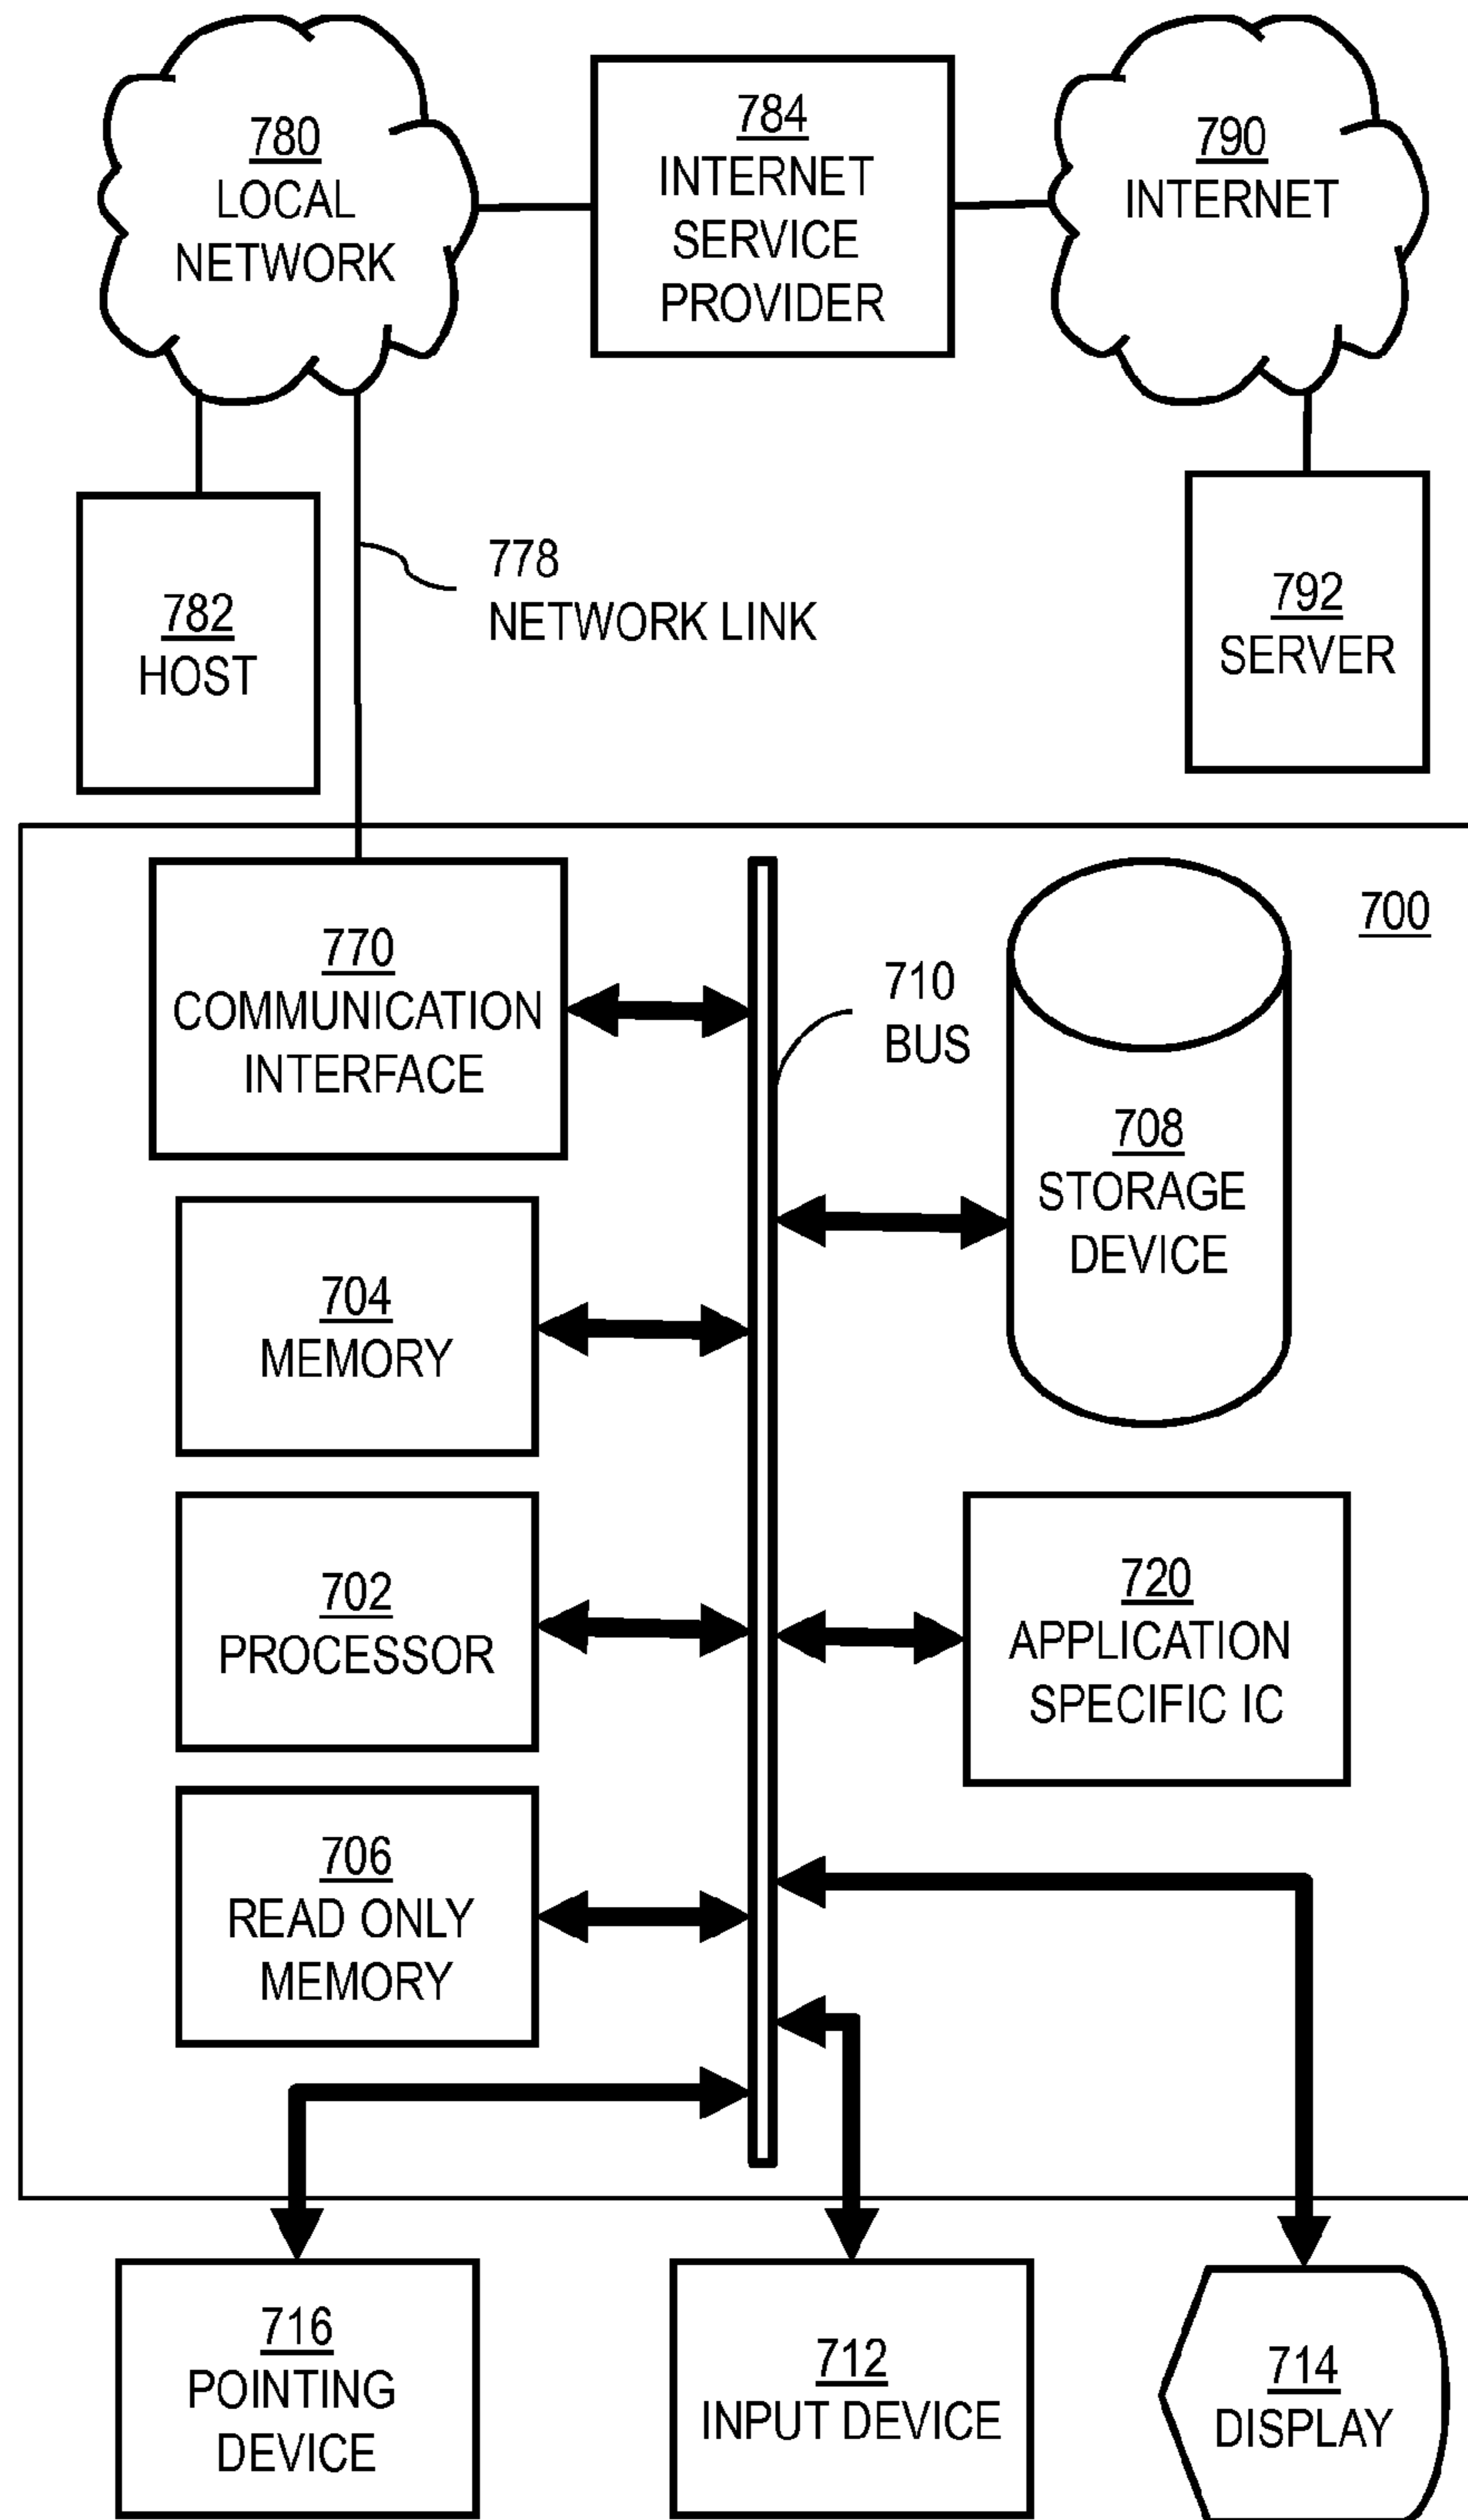 780
LOCAL
NETWORK
784
INTERNET
SERVICE
PROVIDER
790
INTERNET
782
HOST
778
NETWORK LINK
792
SERVER
700
770
COMMUNICATION
INTERFACE
710
BUS
708
STORAGE
DEVICE
704
MEMORY
702
PROCESSOR
720
APPLICATION
SPECIFIC IC
706
READ ONLY
MEMORY
716
POINTING
DEVICE
712
INPUT DEVICE
714
DISPLAY